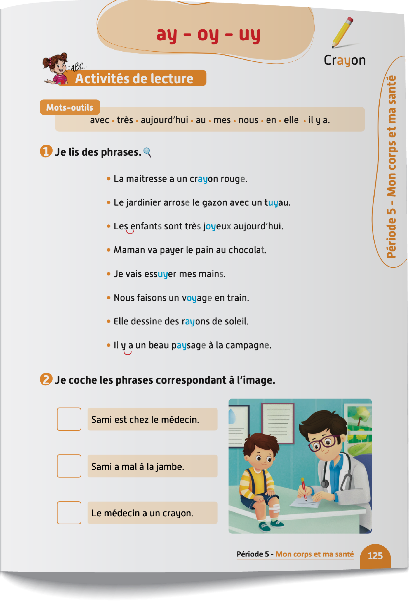 ay - oy - uy
Crayon
ABC
Activités de lecture
Mots-outils
avec • très • aujourd'hui • au • mes • nous • en • elle • il y a.
1 Je lis des phrases.
• La maîtresse a un crayon rouge.
• Le jardinier arrose le gazon avec un tuyau.
• Les enfants sont très joyeux aujourd'hui.
• Maman va payer le pain au chocolat.
• Je vais essuyer mes mains.
• Nous faisons un voyage en train.
• Elle dessine des rayons de soleil.
• Il y a un beau paysage à la campagne.
2 Je coche les phrases correspondant à l'image.
Sami est chez le médecin.
Sami a mal à la jambe.
Le médecin a un crayon.
Période 5 - Mon corps et ma santé
Période 5 - Mon corps et ma santé 125